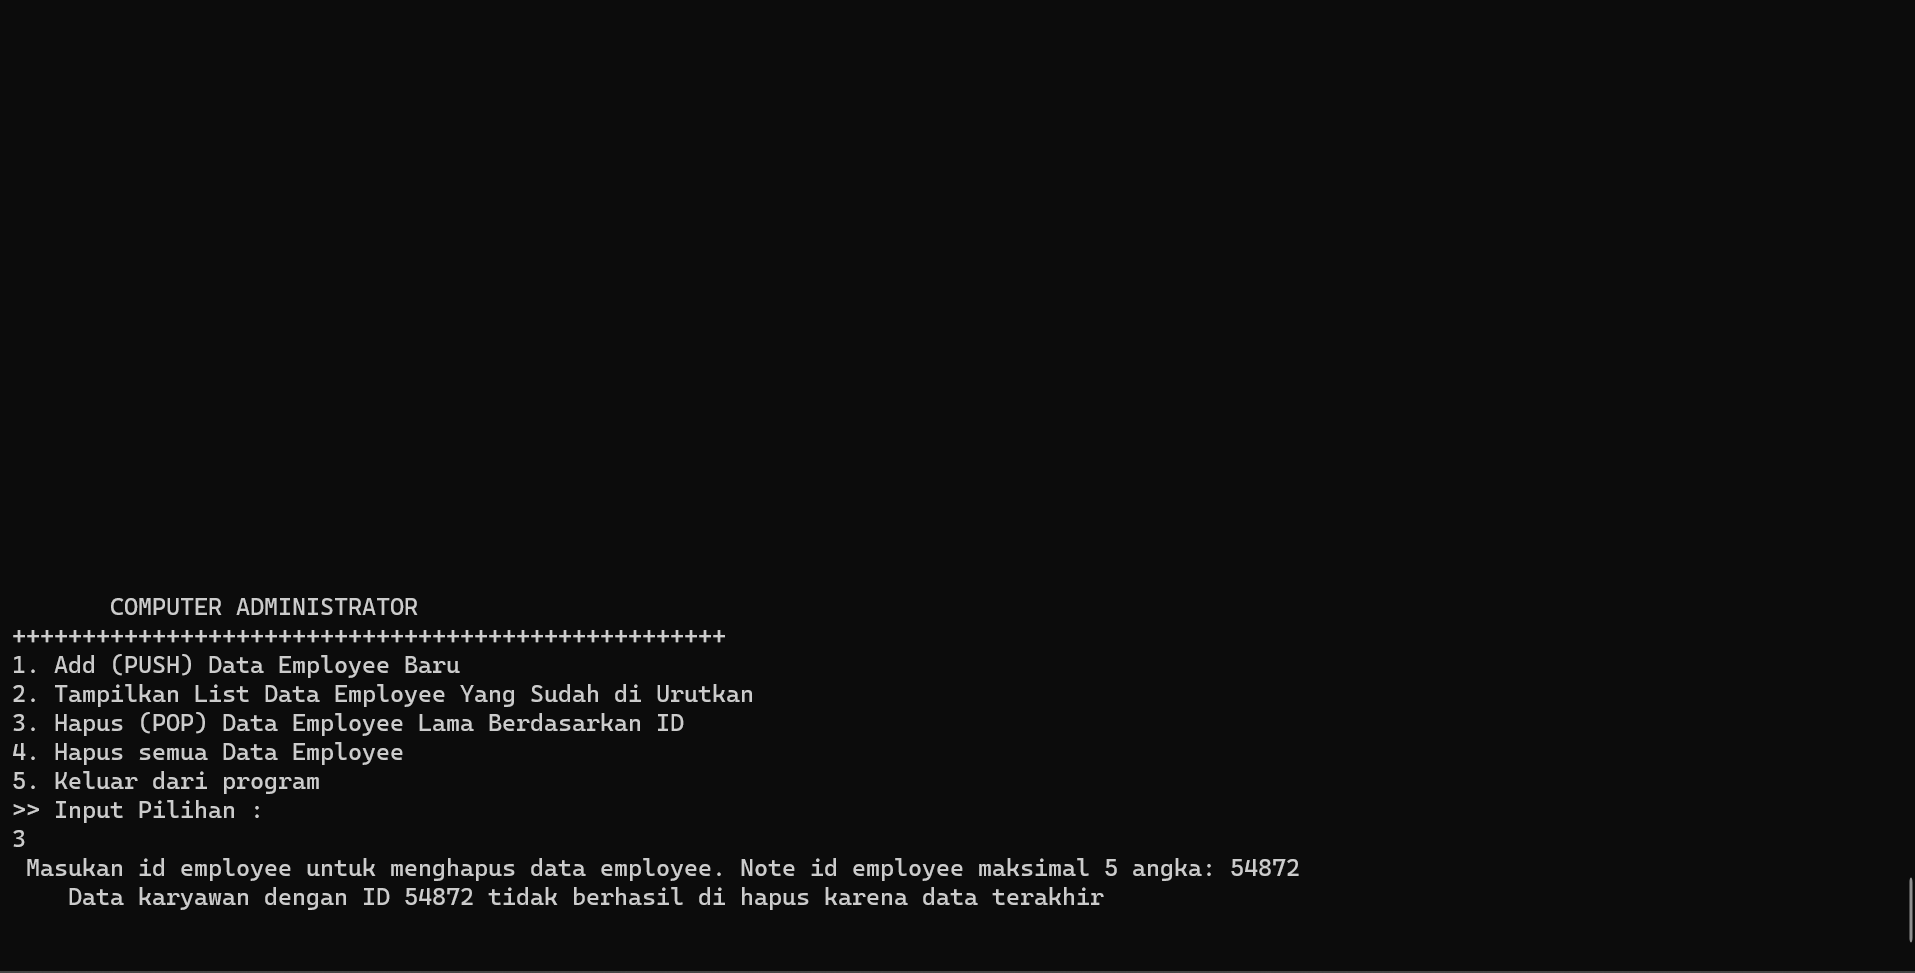 COMPUTER ADMINISTRATOR
+++++++++++++++++++++++++++++++++++++++++++++++++++
1. Add (PUSH) Data Employee Baru
2. Tampilkan List Data Employee Yang Sudah di Urutkan
3. Hapus (POP) Data Employee Lama Berdasarkan ID
4. Hapus semua Data Employee
5. Keluar dari program
>> Input Pilihan :
3
Masukan id employee untuk menghapus data employee. Note id employee maksimal 5 angka: 54872
Data karyawan dengan ID 54872 tidak berhasil di hapus karena data terakhir